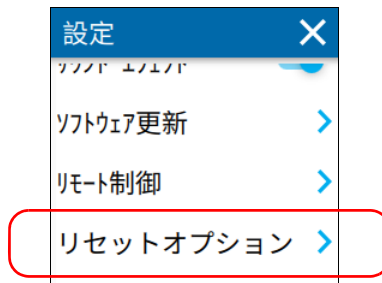 設定
ｿﾌﾄｳｪｱ更新
ﾘﾓｰﾄ制御
リセットオプション